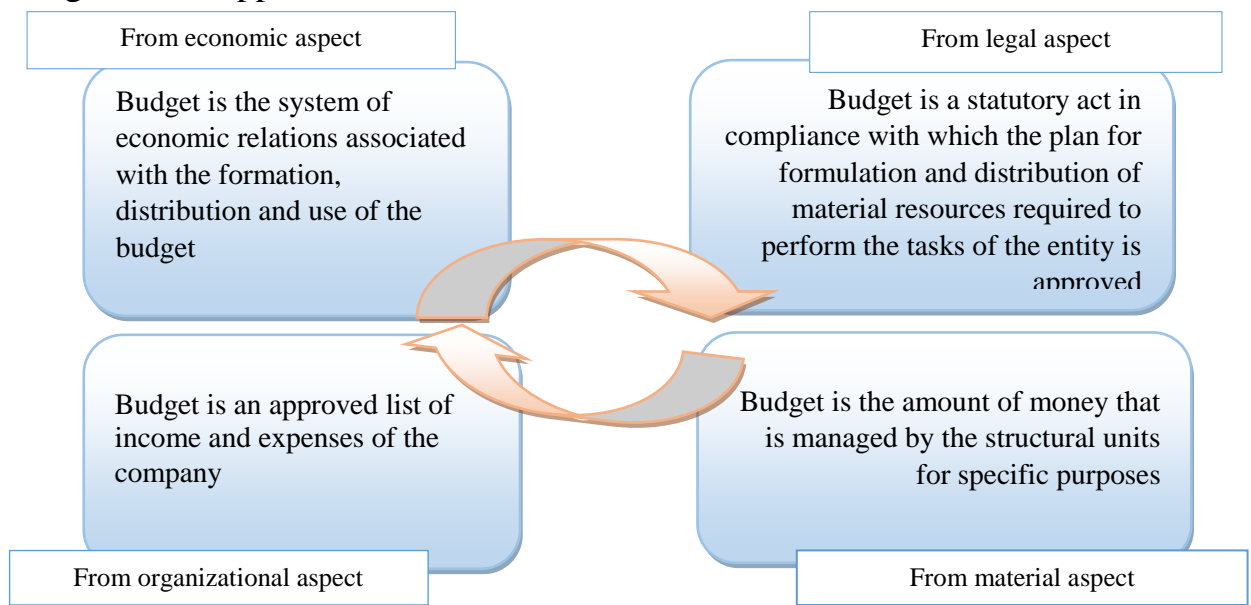 From economic aspect
Budget is the system of
economic relations associated
with the formation,
distribution and use of the
budget
From legal aspect
Budget is a statutory act in
compliance with which the plan for
formulation and distribution of
material resources required to
perform the tasks of the entity is
approved
Budget is an approved list of
income and expenses of the
company
From organizational aspect
Budget is the amount of money that
is managed by the structural units
for specific purposes
From material aspect